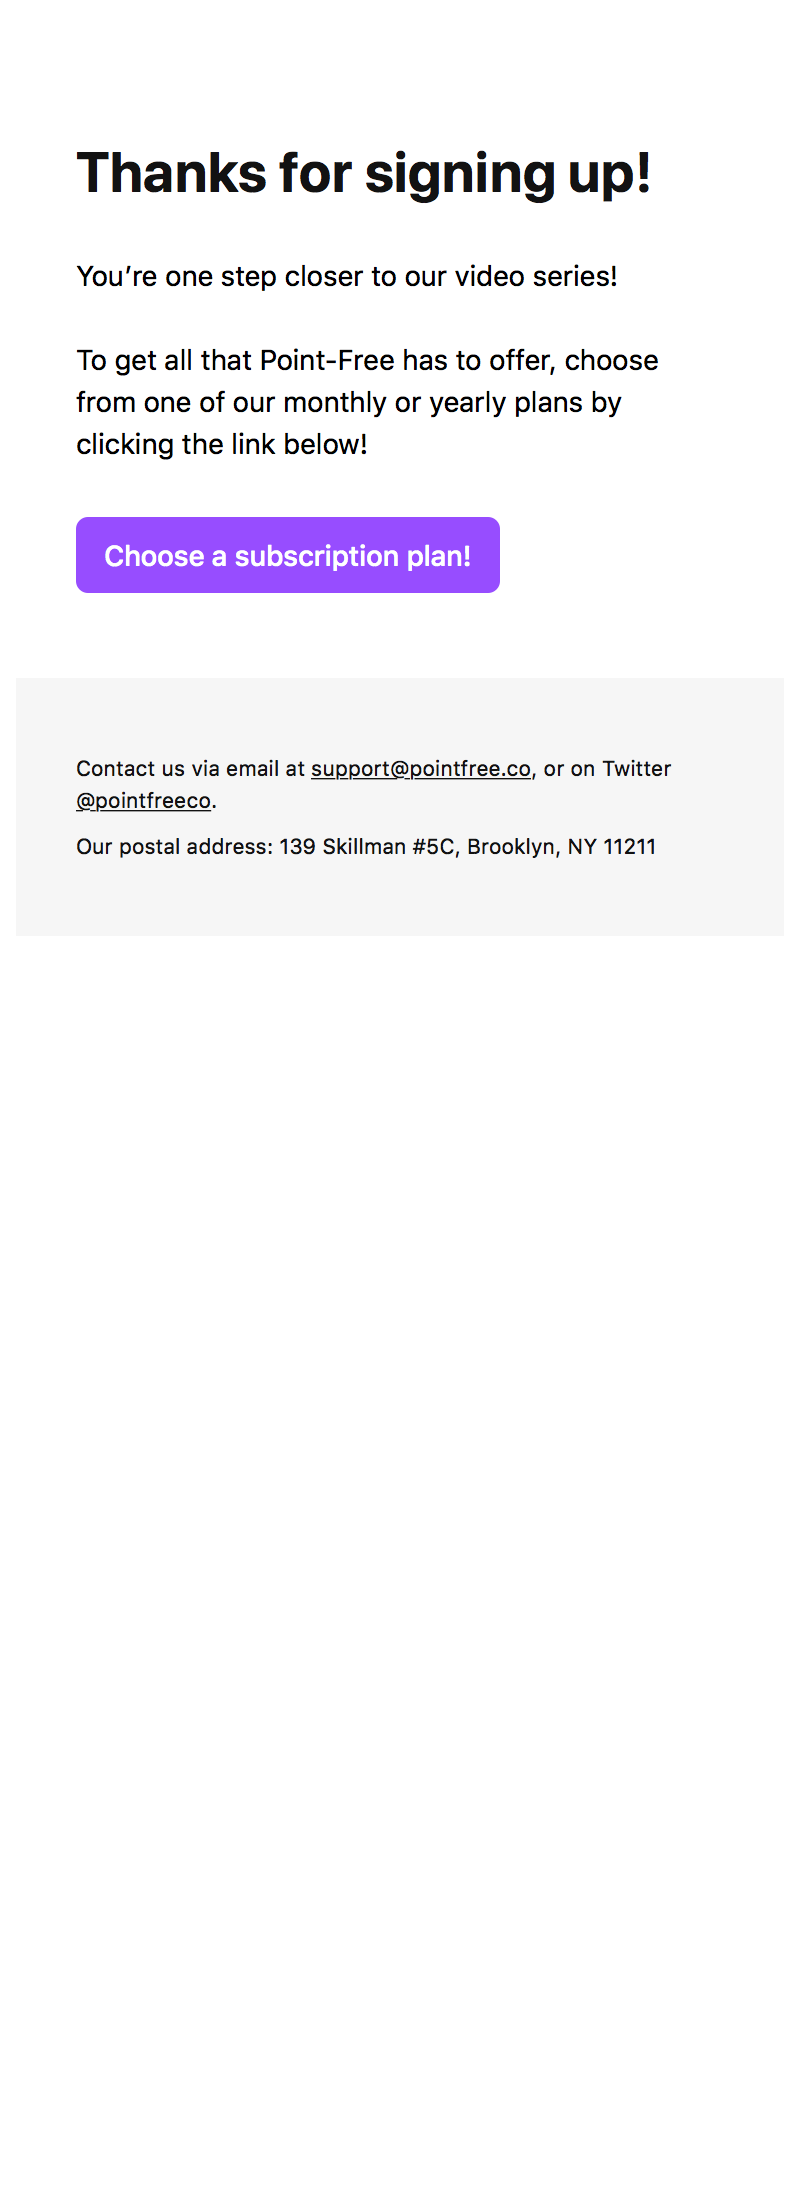 Thanks for signing up!
You’re one step closer to our video series!
To get all that Point-Free has to offer, choose
from one of our monthly or yearly plans by
clicking the link below!
Choose a subscription plan!
Contact us via email at support@pointfree.co, or on Twitter
@pointfreeco.
Our postal address: 139 Skillman #5C, Brooklyn, NY 11211